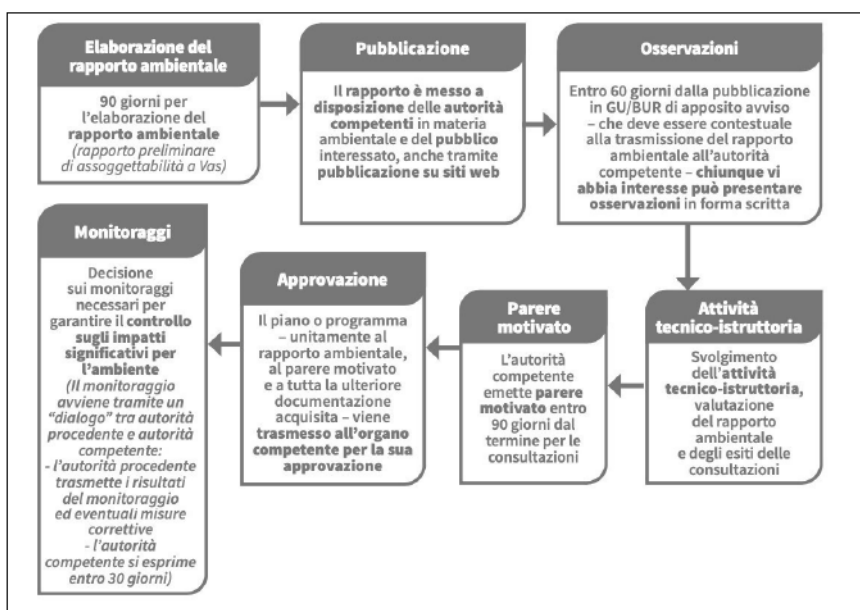 Elaborazione del
rapporto ambientale
90 giorni per
l'elaborazione del
rapporto ambientale
(rapporto preliminare
di assoggettabilità a Vas)
Pubblicazione
Il rapporto è messo a
disposizione delle autorità
competenti in materia
ambientale e del pubblico
interessato, anche tramite
pubblicazione su siti web
Osservazioni
Entro 60 giorni dalla pubblicazione
in GU/BUR di apposito avviso
– che deve essere contestuale
alla trasmissione del rapporto
ambientale all'autorità
competente – chiunque vi
abbia interesse può presentare
osservazioni in forma scritta
Attività
tecnico-istruttoria
Svolgimento
dell'attività
tecnico-istruttoria,
valutazione
del rapporto
ambientale
e degli esiti delle
consultazioni
Parere
motivato
L'autorità
competente
emette parere
motivato entro
90 giorni dal
termine per le
consultazioni
Approvazione
Il piano o programma
– unitamente al
rapporto ambientale,
al parere motivato
e a tutta la ulteriore
documentazione
acquisita – viene
trasmesso all'organo
competente per la sua
approvazione
Monitoraggi
Decisione
sui monitoraggi
necessari per
garantire il controllo
sugli impatti
significativi per
l'ambiente
(Il monitoraggio
avviene tramite un
"dialogo" tra autorità
procedente e autorità
competente:
- l'autorità procedente
trasmette i risultati
del monitoraggio
ed eventuali misure
correttive
- l'autorità
competente si esprime
entro 30 giorni)